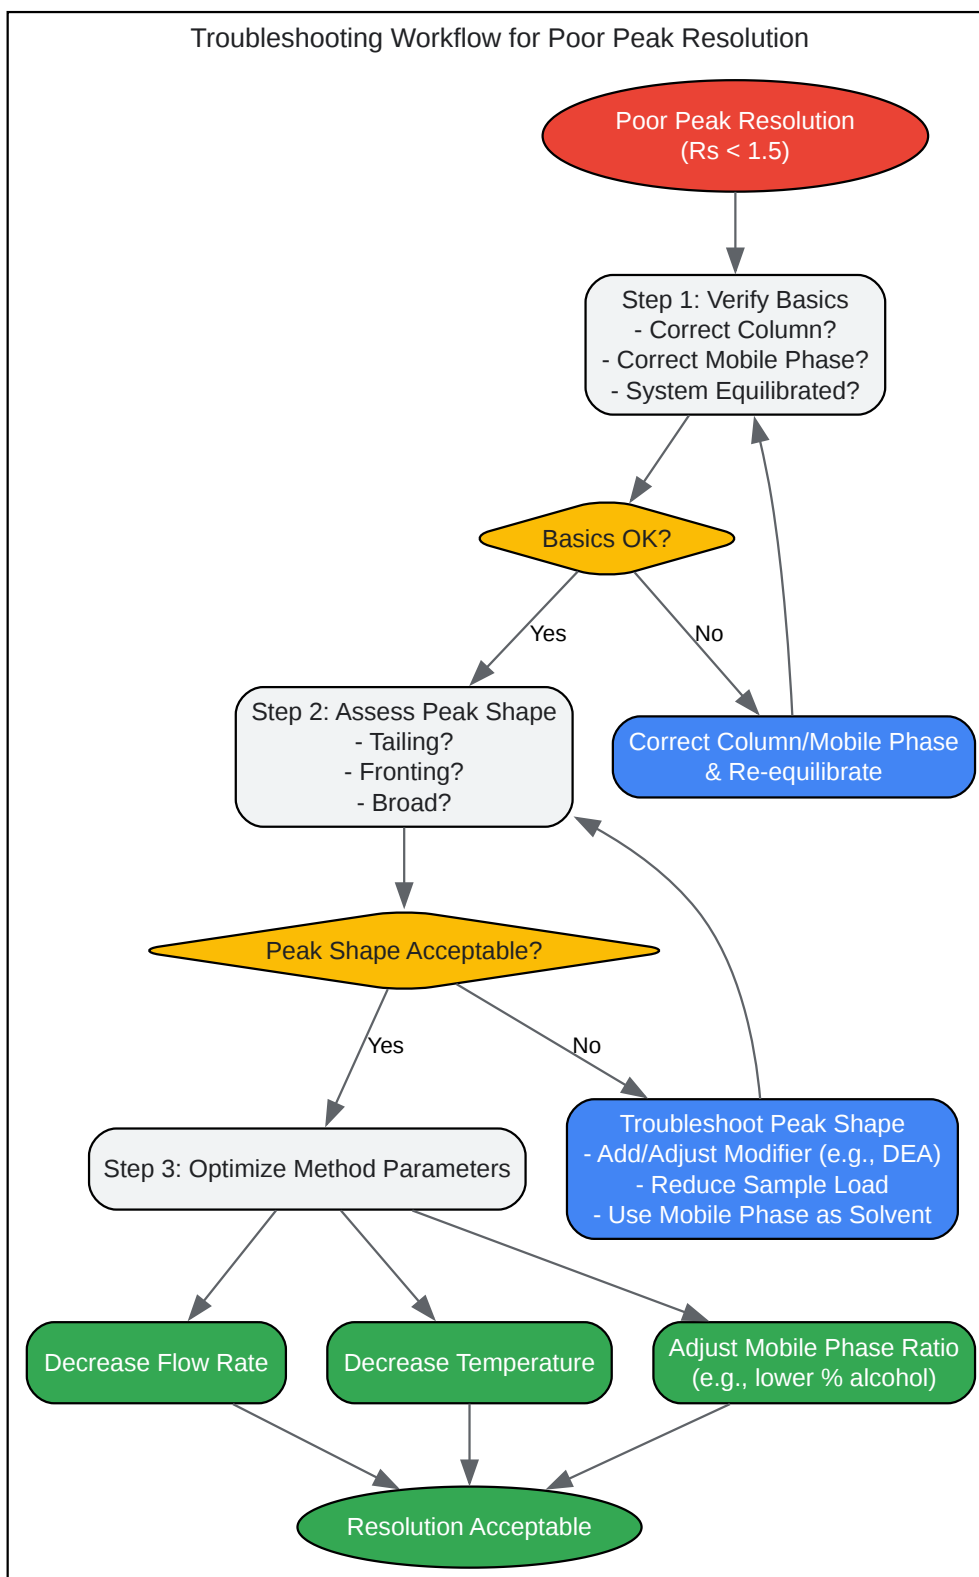 Troubleshooting Workflow for Poor Peak Resolution
Poor Peak Resolution
(Rs < 1.5)
Step 1: Verify Basics
- Correct Column?
- Correct Mobile Phase?
- System Equilibrated?
Basics OK?
Yes
No
Step 2: Assess Peak Shape
- Tailing?
- Fronting?
- Broad?
Correct Column/Mobile Phase
& Re-equilibrate
Peak Shape Acceptable?
Yes
No
Step 3: Optimize Method Parameters
Troubleshoot Peak Shape
- Add/Adjust Modifier (e.g., DEA)
- Reduce Sample Load
- Use Mobile Phase as Solvent
Decrease Flow Rate
Decrease Temperature
Adjust Mobile Phase Ratio
(e.g., lower % alcohol)
Resolution Acceptable